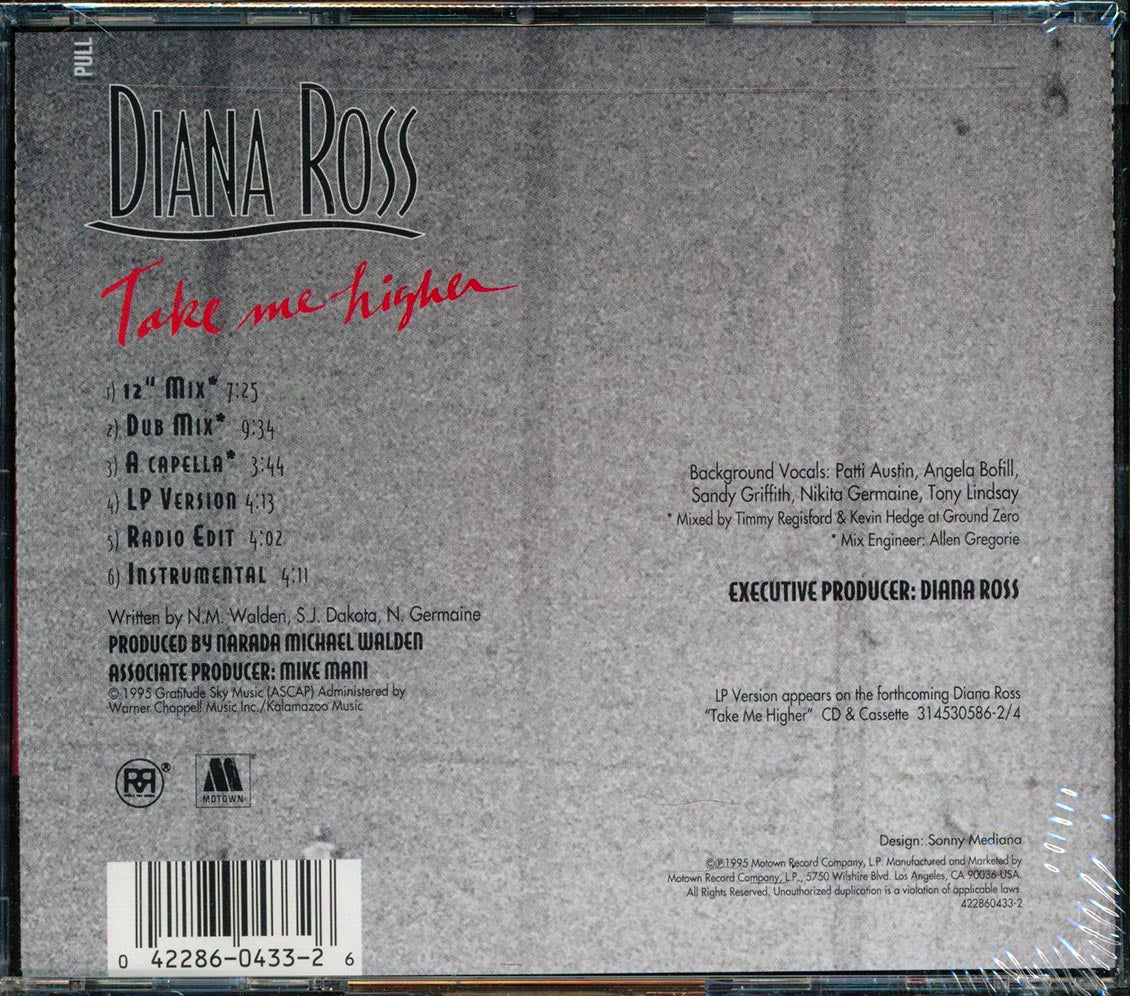 PULL
DIANA ROSS
Take me higher
1) 12" MIX* 7:25
2) DUB MIX* 9:34
3) A CAPELLA* 3:44
4) LP VERSION 4:13
5) RADIO EDIT 4:02
6) INSTRUMENTAL 4:11
Written by N.M. Walden, S.J. Dakota, N. Germaine
PRODUCED BY NARADA MICHAEL WALDEN
ASSOCIATE PRODUCER: MIKE MANI
© 1995 Gratitude Sky Music (ASCAP) Administered by
Warner Chappell Music Inc./Kalamazoo Music
Background Vocals: Patti Austin, Angela Bofill,
Sandy Griffith, Nikita Germaine, Tony Lindsay
* Mixed by Timmy Regisford & Kevin Hedge at Ground Zero
* Mix Engineer: Allen Gregorie
EXECUTIVE PRODUCER: DIANA ROSS
LP Version appears on the forthcoming Diana Ross
"Take Me Higher" CD & Cassette 314530586-2/4
®
MOTOWN
Design: Sonny Mediana
©℗1995 Motown Record Company, L.P. Manufactured and Marketed by
Motown Record Company, L.P., 5750 Wilshire Blvd. Los Angeles, CA 90036-USA.
All Rights Reserved. Unauthorized duplication is a violation of applicable laws.
422860433-2
0 42286-0433-2 6